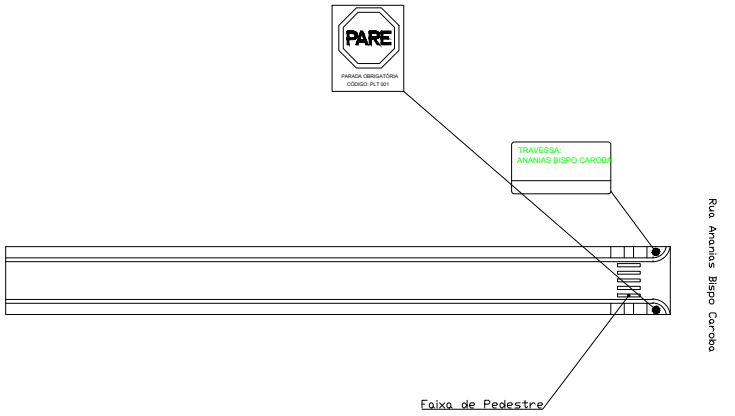 PARE
PARADA OBRIGATÓRIA
CÓDIGO: PLT 001
TRAVESSA:
ANANIAS BISPO CAROBA
Rua Ananias Bispo Caroba
Faixa de Pedestre